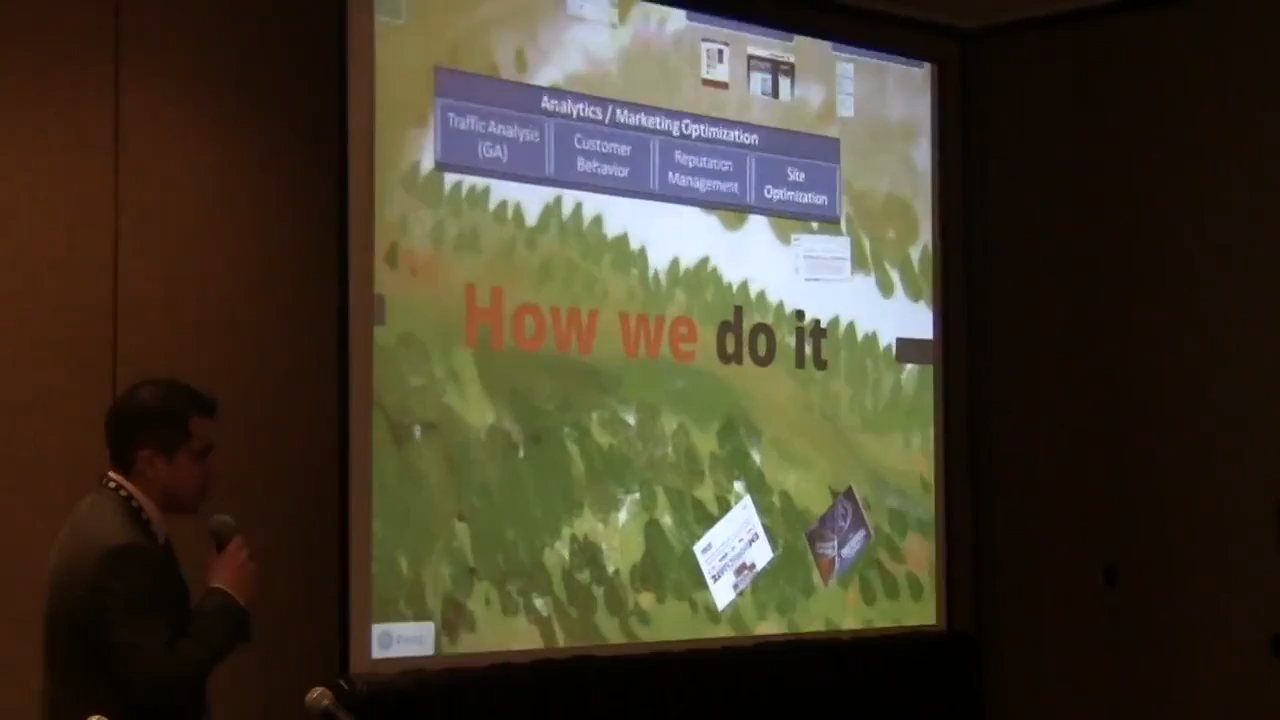 Analytics / Marketing Optimization
Traffic Analysis
(GA)
Customer
Behavior
Reputation
Management
Site
Optimization
How we do it